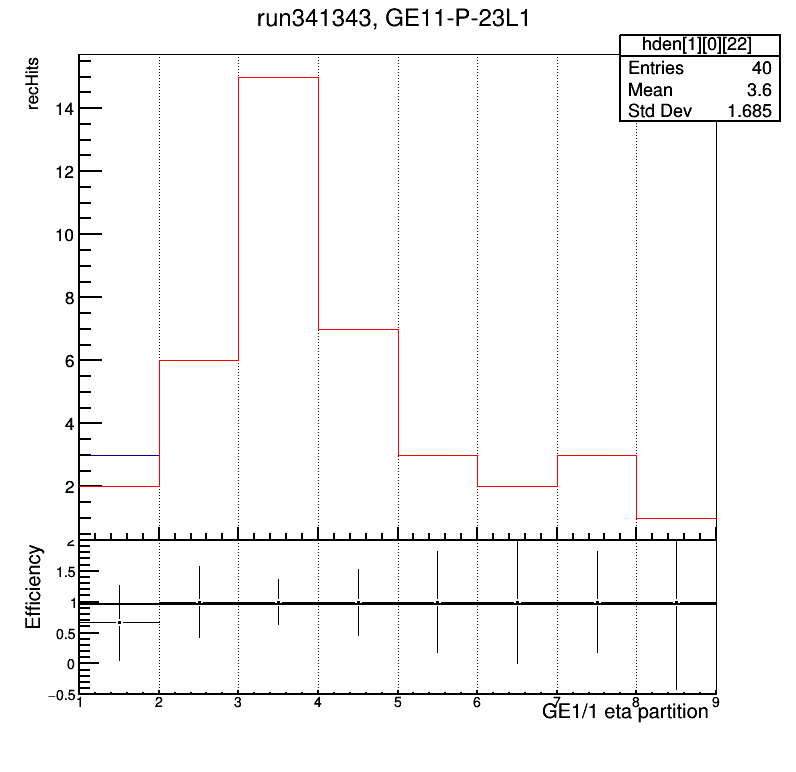 run341343, GE11-P-23L1
hden[1][0][22]
Entries 40
Mean 3.6
Std Dev 1.685
recHits
14
12
10
8
6
4
2
Efficiency
2
1.5
1
0.5
0
−0.5
1 2 3 4 5 6 7 8 9
GE1/1 eta partition